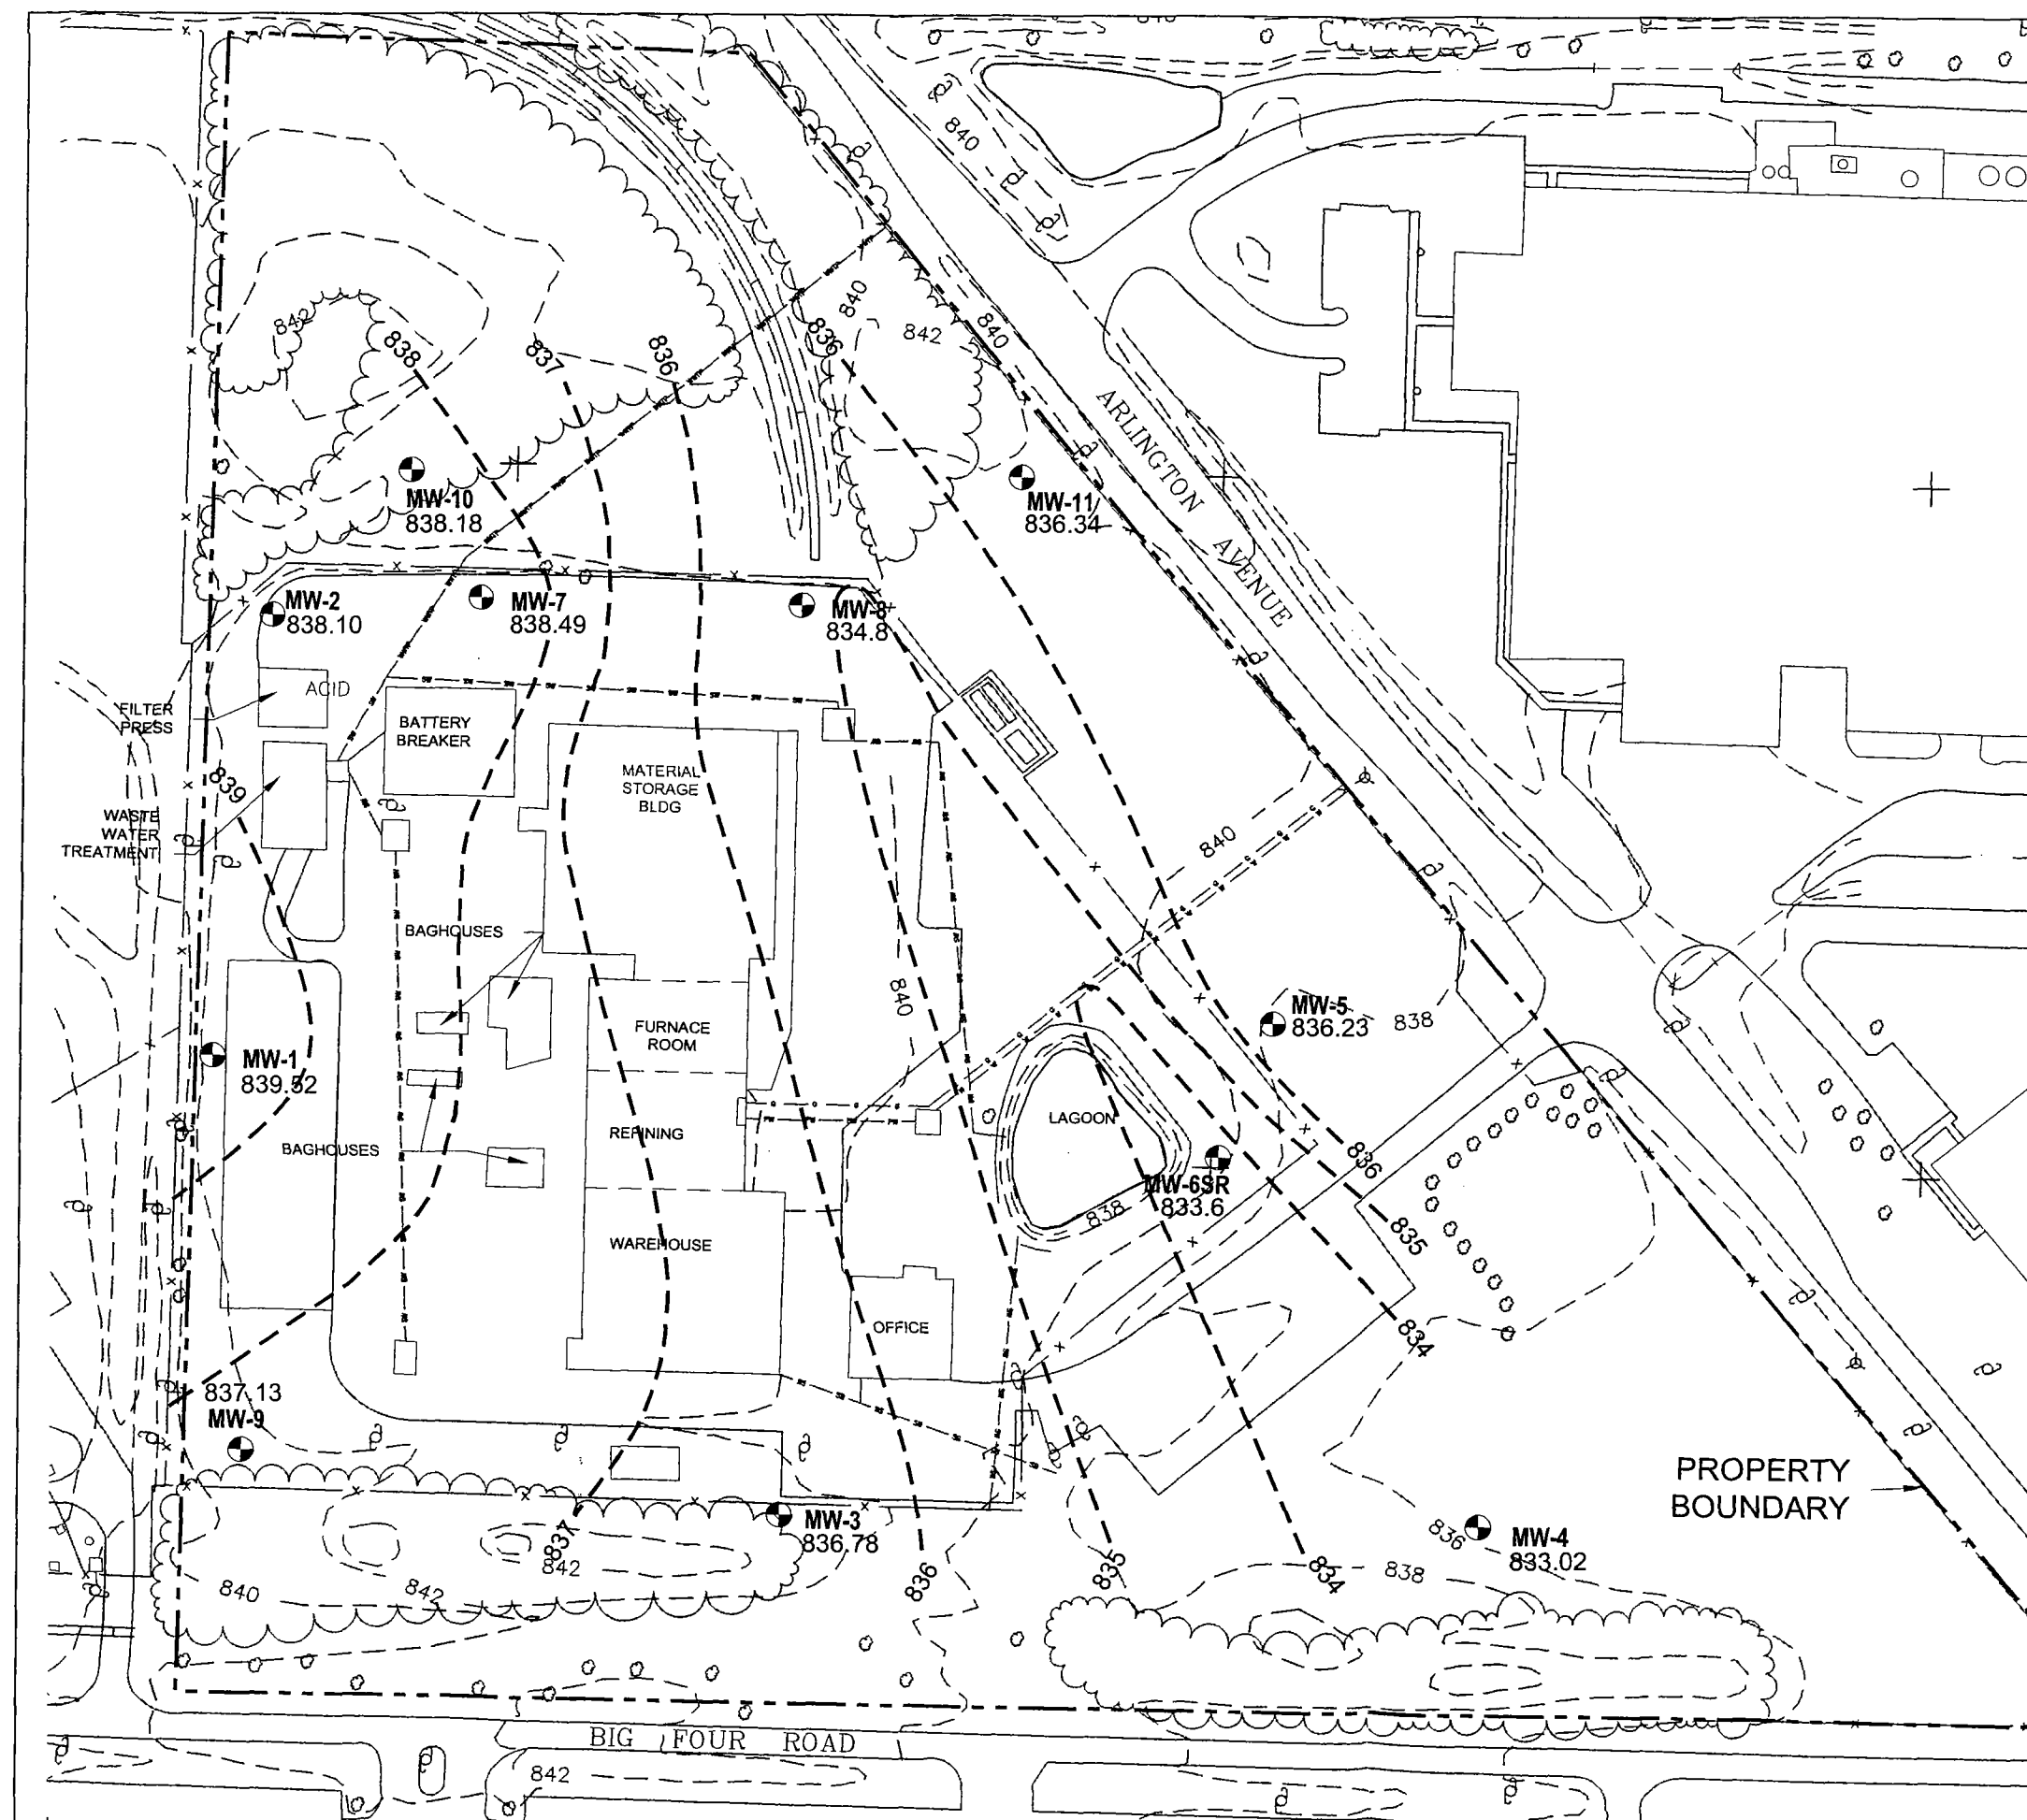 840
842
838
837
836
836
840
842
840
ARLINGTON
AVENUE
MW-10
838.18
MW-11
836.34
MW-2
838.10
MW-7
838.49
MW-8
834.8
ACID
FILTER
PRESS
BATTERY
BREAKER
MATERIAL
STORAGE
BLDG
839
WASTE
WATER
TREATMENT
840
BAGHOUSES
840
MW-5
836.23
838
FURNACE
ROOM
MW-1
839.52
LAGOON
REFINING
BAGHOUSES
836
MW-6SR
833.6
838
835
WAREHOUSE
OFFICE
834
837.13
MW-9
PROPERTY
BOUNDARY
MW-3
836.78
837
842
836
835
834
838
836
MW-4
833.02
840
842
BIG FOUR ROAD
842